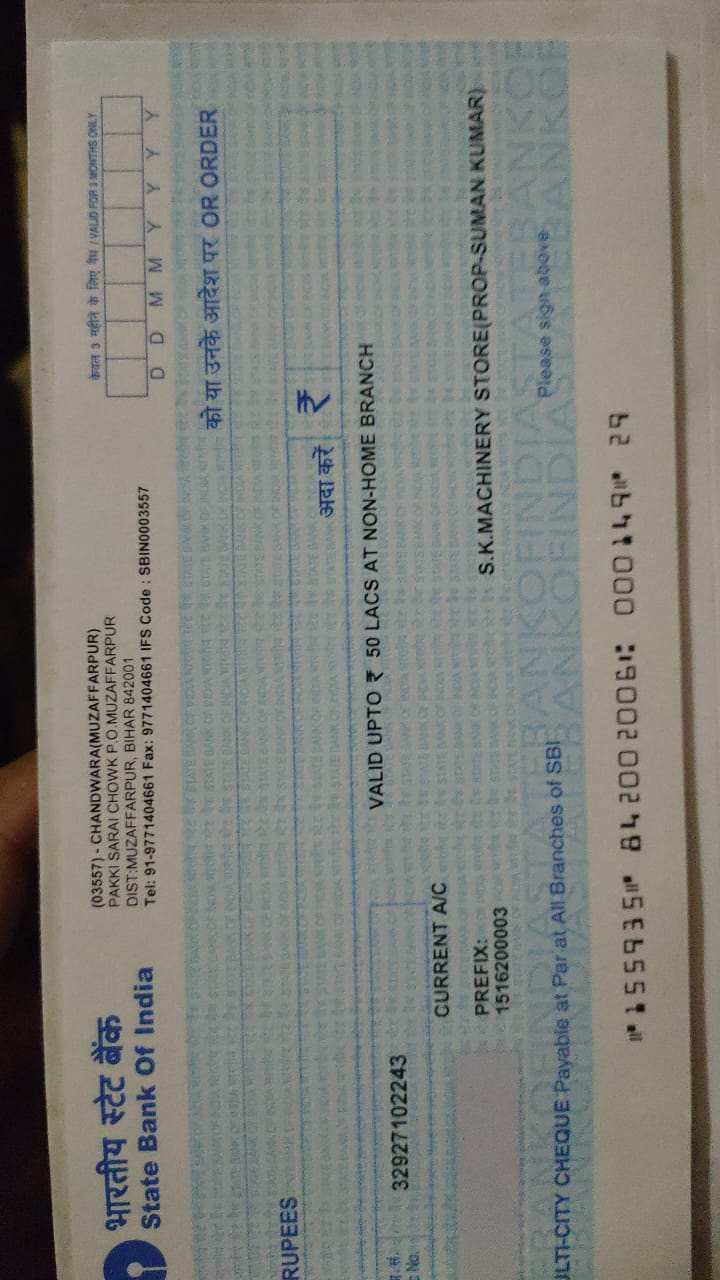 भारतीय स्टेट बैंक
State Bank Of India
(03557) - CHANDWARA(MUZAFFARPUR)
PAKKI SARAI CHOWK P.O.MUZAFFARPUR
DIST:MUZAFFARPUR, BIHAR 842001
Tel: 91-9771404661 Fax: 9771404661 IFS Code : SBIN0003557
केवल ३ महीने के लिए वैध / VALID FOR 3 MONTHS ONLY
D D M M Y Y Y Y
को या उनके आदेश पर OR ORDER
RUPEES
अदा करें ₹
VALID UPTO ₹ 50 LACS AT NON-HOME BRANCH
सं.
No.
32927102243
CURRENT A/C
PREFIX:
1516200003
S.K.MACHINERY STORE(PROP-SUMAN KUMAR)
LTI-CITY CHEQUE Payable at Par at All Branches of SBI
Please sign above
⑈155935⑈ 842002006⑆ 000149⑈ 29